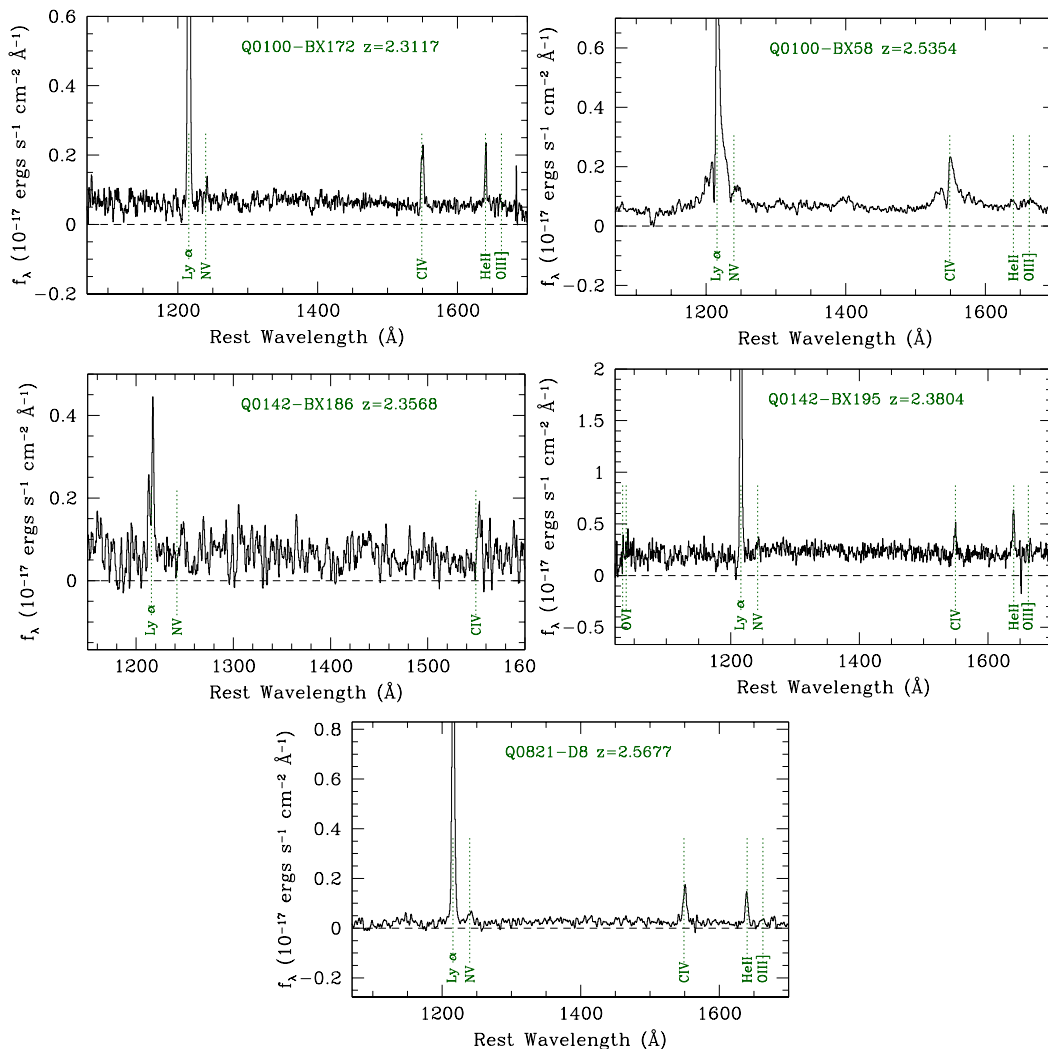 Q0100-BX172 z=2.3117
0.6
0.4
0.2
0
−0.2
f_λ (10⁻¹⁷ ergs s⁻¹ cm⁻² Å⁻¹)
Ly α
NV
CIV
HeII
OIII]
1200
1400
1600
Rest Wavelength (Å)
Q0100-BX58 z=2.5354
0.6
0.4
0.2
0
−0.2
f_λ (10⁻¹⁷ ergs s⁻¹ cm⁻² Å⁻¹)
Ly α
NV
CIV
HeII
OIII]
1200
1400
1600
Rest Wavelength (Å)
Q0142-BX186 z=2.3568
0.4
0.2
0
f_λ (10⁻¹⁷ ergs s⁻¹ cm⁻² Å⁻¹)
Ly α
NV
CIV
1200
1300
1400
1500
160
Rest Wavelength (Å)
Q0142-BX195 z=2.3804
2
1.5
1
0.5
0
−0.5
f_λ (10⁻¹⁷ ergs s⁻¹ cm⁻² Å⁻¹)
OVI
Ly α
NV
CIV
HeII
OIII]
1200
1400
1600
Rest Wavelength (Å)
Q0821-D8 z=2.5677
0.8
0.6
0.4
0.2
0
−0.2
f_λ (10⁻¹⁷ ergs s⁻¹ cm⁻² Å⁻¹)
Ly α
NV
CIV
HeII
OIII]
1200
1400
1600
Rest Wavelength (Å)